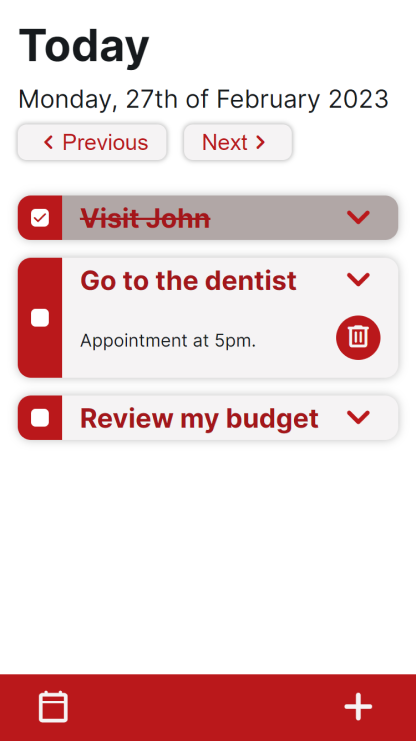 Today
Monday, 27th of February 2023
Previous
Next
Visit John
Go to the dentist
Appointment at 5pm.
Review my budget